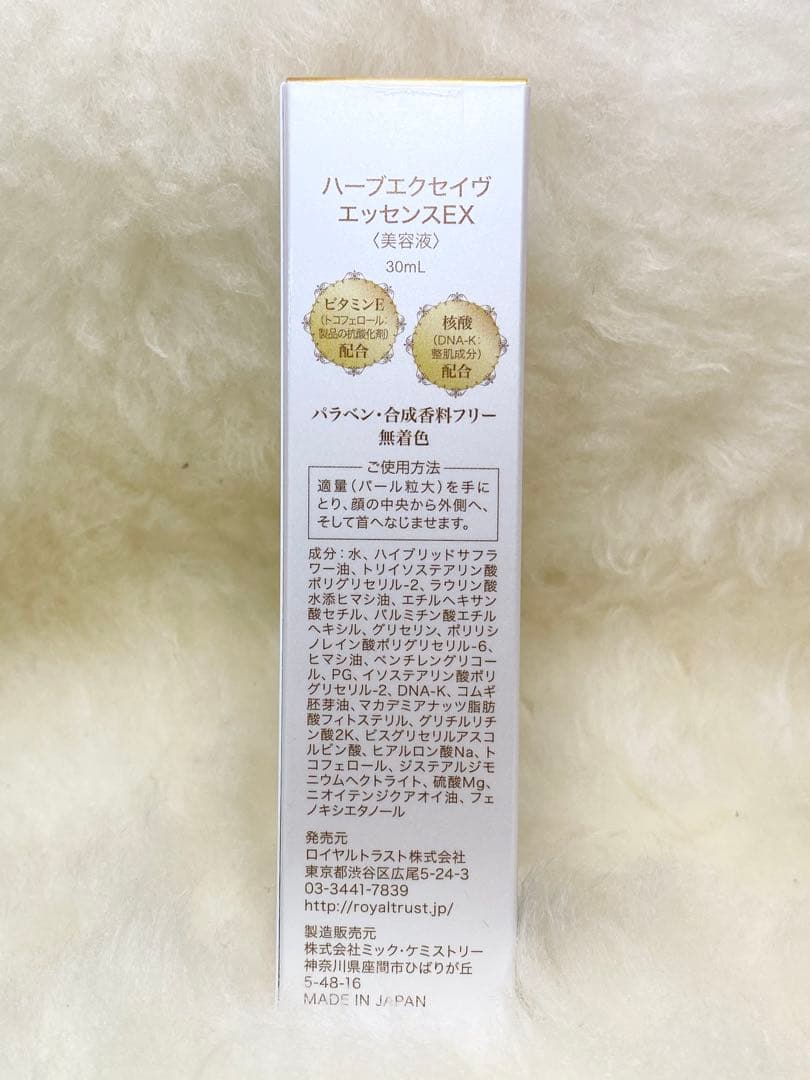 ハーブエクセイヴ
エッセンスEX
〈美容液〉
30mL
ビタミンE
(トコフェロール:
製品の抗酸化剤)
配合
核酸
(DNA-K:
整肌成分)
配合
パラベン・合成香料フリー
無着色
ご使用方法
適量(パール粒大)を手に
とり、顔の中央から外側へ、
そして首へなじませます。
成分:水、ハイブリッドサフラ
ワー油、トリイソステアリン酸
ポリグリセリル-2、ラウリン酸
水添ヒマシ油、エチルヘキサン
酸セチル、パルミチン酸エチル
ヘキシル、グリセリン、ポリリシ
ノレイン酸ポリグリセリル-6、
ヒマシ油、ペンチレングリコー
ル、PG、イソステアリン酸ポリ
グリセリル-2、DNA-K、コムギ
胚芽油、マカデミアナッツ脂肪
酸フィトステリル、グリチルリチ
ン酸2K、ビスグリセリルアスコ
ルビン酸、ヒアルロン酸Na、ト
コフェロール、ジステアルジモ
ニウムヘクトライト、硫酸Mg、
ニオイテンジクアオイ油、フェ
ノキシエタノール
発売元
ロイヤルトラスト株式会社
東京都渋谷区広尾5-24-3
03-3441-7839
http://royaltrust.jp/
製造販売元
株式会社ミック・ケミストリー
神奈川県座間市ひばりが丘
5-48-16
MADE IN JAPAN